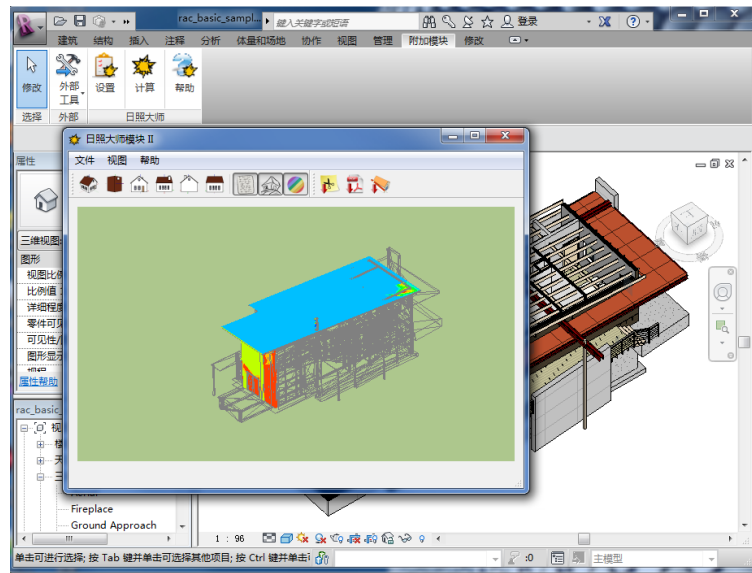 rac_basic_sampl...
键入关键字或短语
登录
建筑 结构 插入 注释 分析 体量和场地 协作 视图 管理 附加模块 修改
修改 外部 工具 设置 计算 帮助
选择 外部 日照大师
日照大师模块 II
属性
文件 视图 帮助
三维视图
图形
视图比例
比例值
详细程度
零件可见
可见性/
图形显示
属性帮助
rac_basic_
视
楼
天
三
Fireplace
Ground Approach
1 : 96
单击可进行选择; 按 Tab 键并单击可选择其他项目; 按 Ctrl 键并单击
:0
主模型